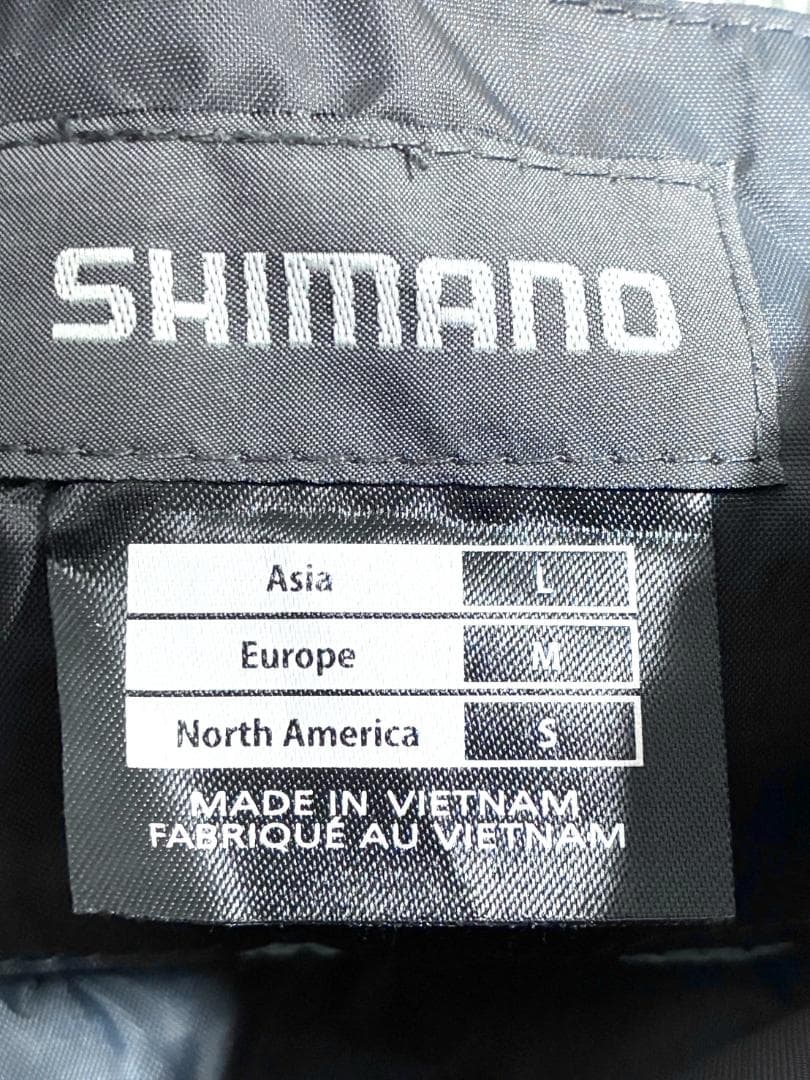 SHIMANO
Asia L
Europe M
North America S
MADE IN VIETNAM
FABRIQUÉ AU VIETNAM